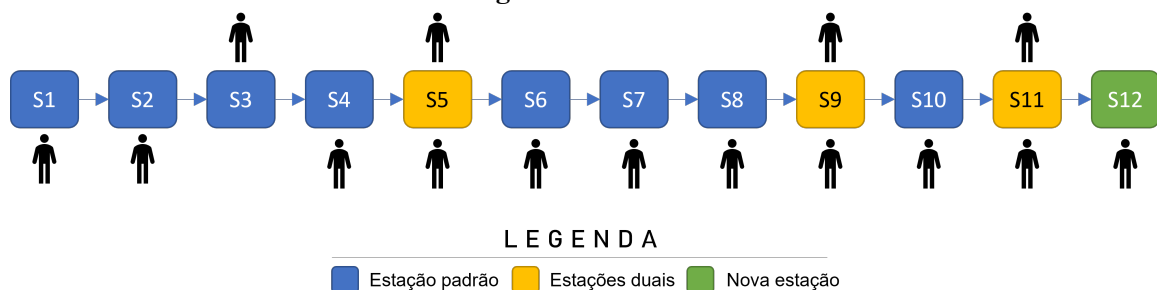 S1 S2 S3 S4 S5 S6 S7 S8 S9 S10 S11 S12
LEGENDA
Estação padrão Estações duais Nova estação